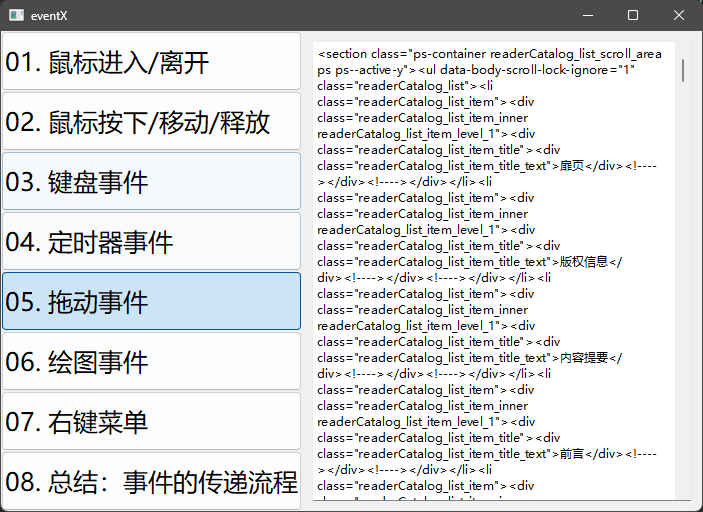 eventX
01. 鼠标进入/离开
02. 鼠标按下/移动/释放
03. 键盘事件
04. 定时器事件
05. 拖动事件
06. 绘图事件
07. 右键菜单
08. 总结：事件的传递流程
<section class="ps-container readerCatalog_list_scroll_area
ps ps--active-y"><ul data-body-scroll-lock-ignore="1"
class="readerCatalog_list"><li
class="readerCatalog_list_item"><div
class="readerCatalog_list_item_inner
readerCatalog_list_item_level_1"><div
class="readerCatalog_list_item_title"><div
class="readerCatalog_list_item_title_text">扉页</div><!----
></div><!----></div></li><li
class="readerCatalog_list_item"><div
class="readerCatalog_list_item_inner
readerCatalog_list_item_level_1"><div
class="readerCatalog_list_item_title"><div
class="readerCatalog_list_item_title_text">版权信息</
div><!----></div><!----></div></li><li
class="readerCatalog_list_item"><div
class="readerCatalog_list_item_inner
readerCatalog_list_item_level_1"><div
class="readerCatalog_list_item_title"><div
class="readerCatalog_list_item_title_text">内容提要</
div><!----></div><!----></div></li><li
class="readerCatalog_list_item"><div
class="readerCatalog_list_item_inner
readerCatalog_list_item_level_1"><div
class="readerCatalog_list_item_title"><div
class="readerCatalog_list_item_title_text">前言</div><!----
></div><!----></div></li><li
class="readerCatalog_list_item"><div